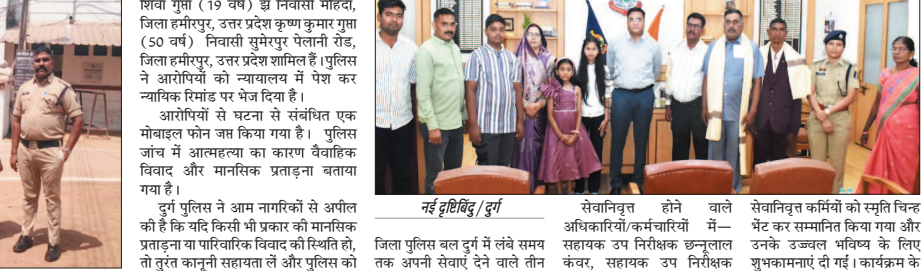 शिवा गुप्ता (19 वर्ष) झ निवासी मोहदा,
जिला हमीरपुर, उत्तर प्रदेश कृष्ण कुमार गुप्ता
(50 वर्ष) निवासी सुमेरपुर पेलानी रोड,
जिला हमीरपुर, उत्तर प्रदेश शामिल हैं।पुलिस
ने आरोपियों को न्यायालय में पेश कर
न्यायिक रिमांड पर भेज दिया है।
आरोपियों से घटना से संबंधित एक
मोबाइल फोन जप्त किया गया है। पुलिस
जांच में आत्महत्या का कारण वैवाहिक
विवाद और मानसिक प्रताड़ना बताया
गया है।
दुर्ग पुलिस ने आम नागरिकों से अपील
की है कि यदि किसी भी प्रकार की मानसिक
प्रताड़ना या पारिवारिक विवाद की स्थिति हो,
तो तुरंत कानूनी सहायता लें और पुलिस को
नई दृष्टिबिंदु / दुर्ग
जिला पुलिस बल दुर्ग में लंबे समय
तक अपनी सेवाएं देने वाले तीन
सेवानिवृत्त होने वाले
अधिकारियों/कर्मचारियों में—
सहायक उप निरीक्षक छन्नूलाल
कंवर, सहायक उप निरीक्षक
सेवानिवृत्त कर्मियों को स्मृति चिन्ह
भेंट कर सम्मानित किया गया और
उनके उज्ज्वल भविष्य के लिए
शुभकामनाएं दी गईं। कार्यक्रम के